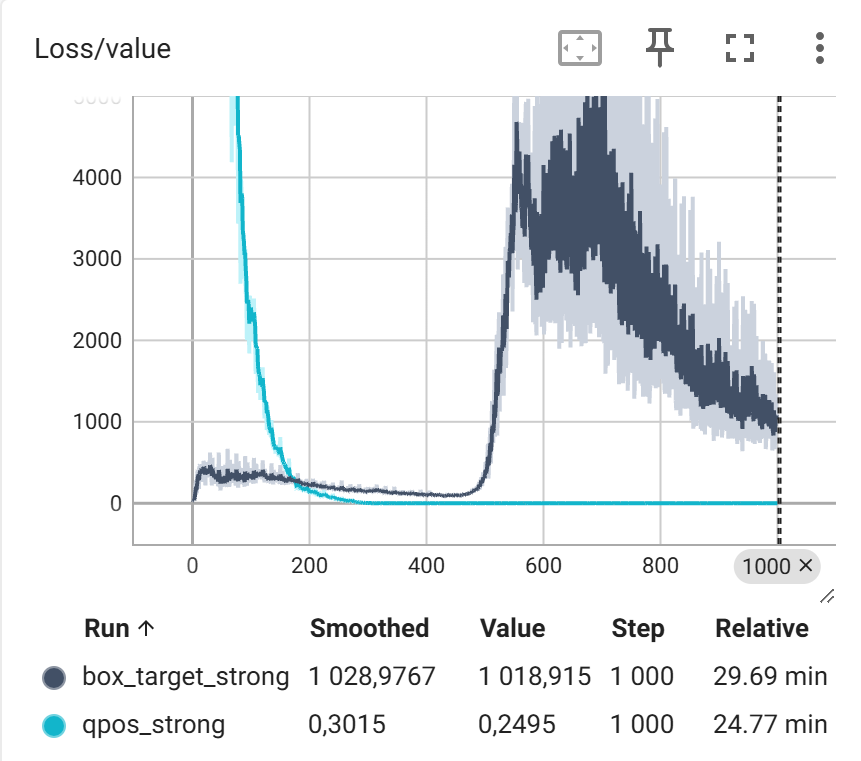 Loss/value
5000
4000
3000
2000
1000
0
0 200 400 600 800 1000 ×
Run ↑ Smoothed Value Step Relative
box_target_strong 1 028,9767 1 018,915 1 000 29.69 min
qpos_strong 0,3015 0,2495 1 000 24.77 min